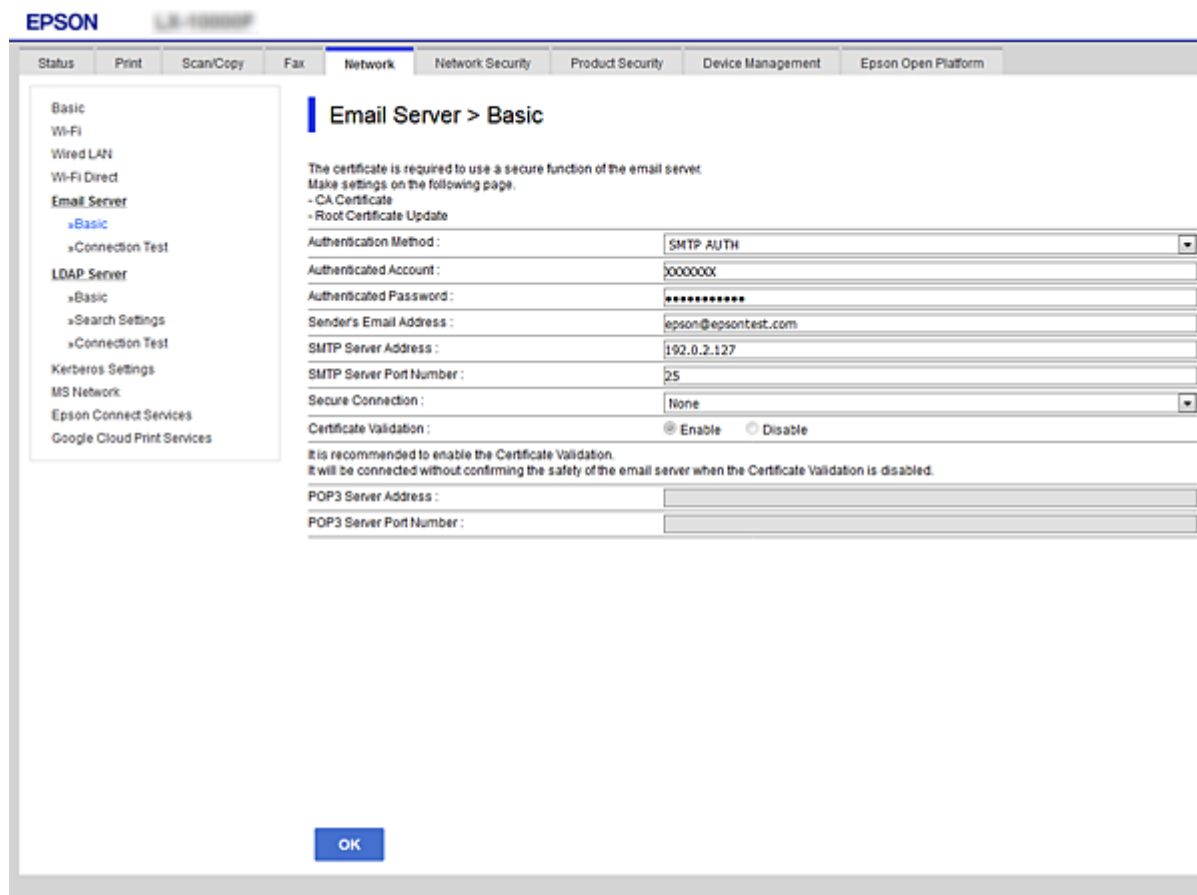 EPSON
Status Print Scan/Copy Fax Network Network Security Product Security Device Management Epson Open Platform
Basic
Wi-Fi
Wired LAN
Wi-Fi Direct
Email Server
»Basic
»Connection Test
LDAP Server
»Basic
»Search Settings
»Connection Test
Kerberos Settings
MS Network
Epson Connect Services
Google Cloud Print Services
Email Server > Basic
The certificate is required to use a secure function of the email server.
Make settings on the following page.
- CA Certificate
- Root Certificate Update
Authentication Method : SMTP AUTH
Authenticated Account : XXXXXXX
Authenticated Password : •••••••••••
Sender's Email Address : epson@epsontest.com
SMTP Server Address : 192.0.2.127
SMTP Server Port Number : 25
Secure Connection : None
Certificate Validation : Enable Disable
It is recommended to enable the Certificate Validation.
It will be connected without confirming the safety of the email server when the Certificate Validation is disabled.
POP3 Server Address :
POP3 Server Port Number :
OK